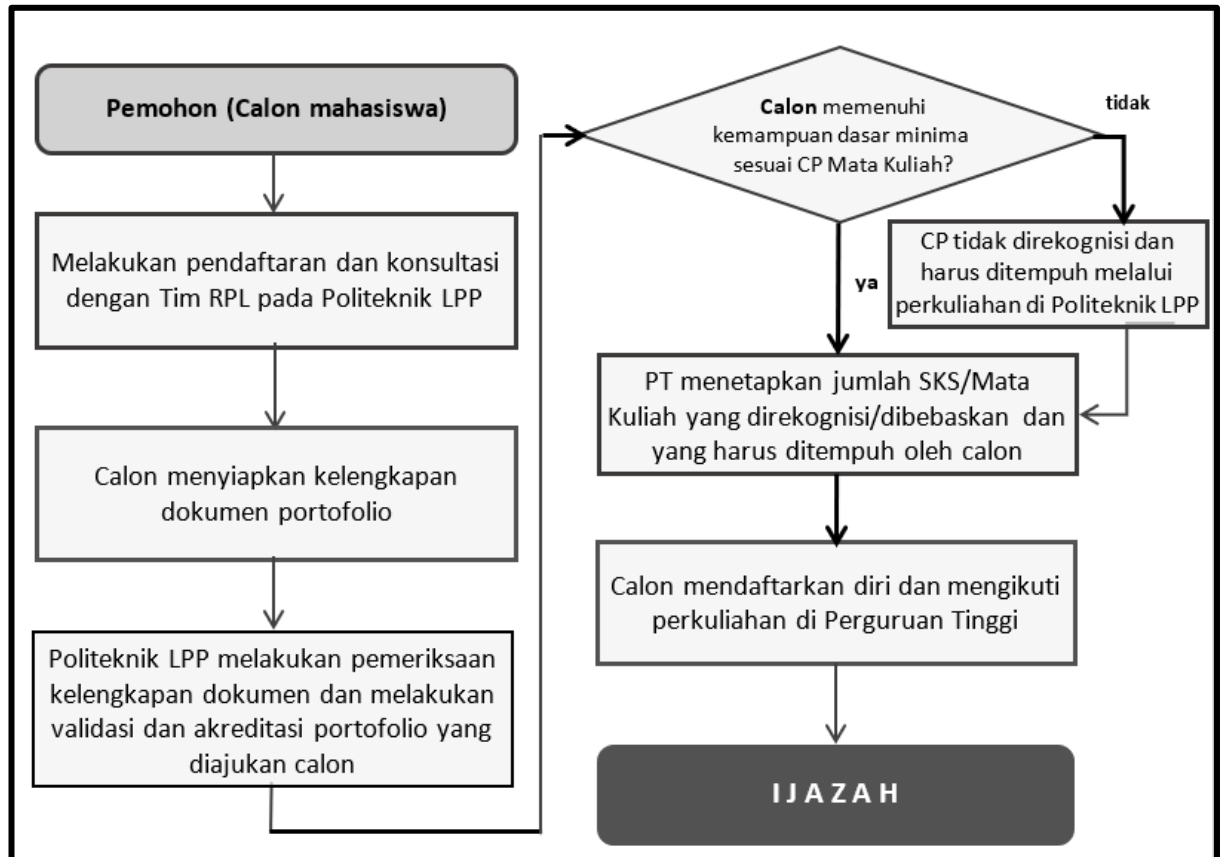 Pemohon (Calon mahasiswa)
Melakukan pendaftaran dan konsultasi
dengan Tim RPL pada Politeknik LPP
Calon menyiapkan kelengkapan
dokumen portofolio
Politeknik LPP melakukan pemeriksaan
kelengkapan dokumen dan melakukan
validasi dan akreditasi portofolio yang
diajukan calon
Calon memenuhi
kemampuan dasar minima
sesuai CP Mata Kuliah?
tidak
CP tidak direkognisi dan
harus ditempuh melalui
perkuliahan di Politeknik LPP
ya
PT menetapkan jumlah SKS/Mata
Kuliah yang direkognisi/dibebaskan dan
yang harus ditempuh oleh calon
Calon mendaftarkan diri dan mengikuti
perkuliahan di Perguruan Tinggi
I J A Z A H